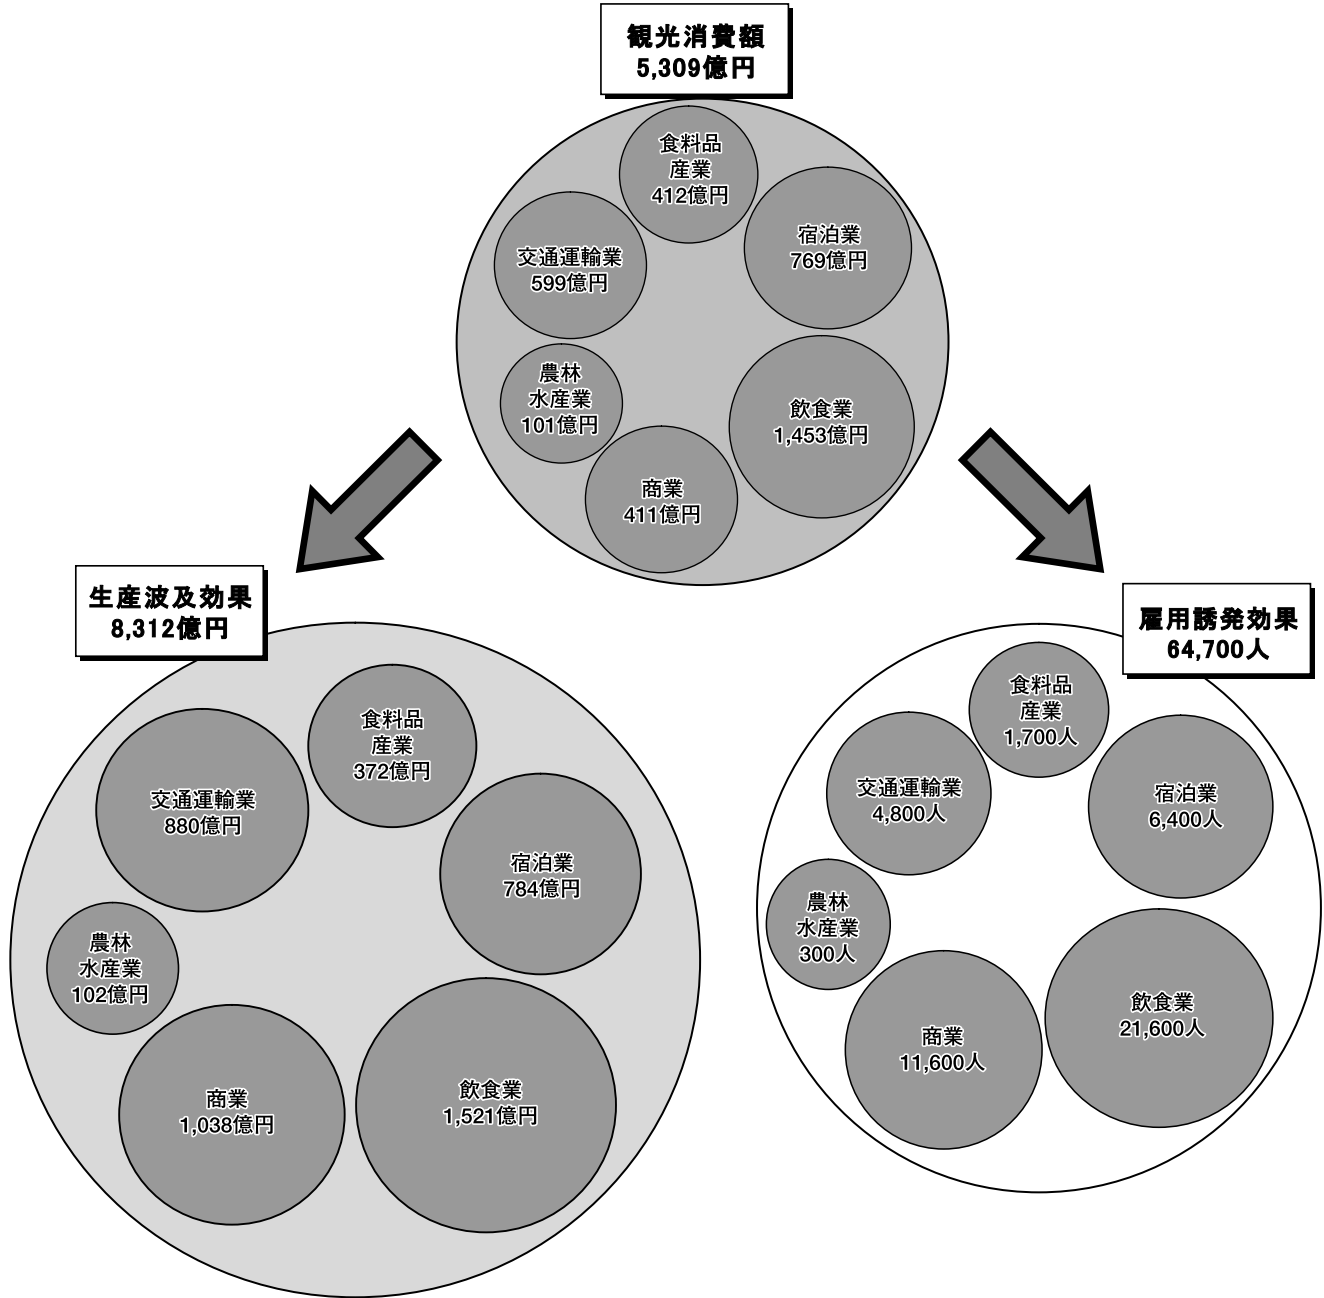 観光消費額
5,309億円
食料品
産業
412億円
宿泊業
769億円
交通運輸業
599億円
農林
水産業
101億円
飲食業
1,453億円
商業
411億円
生産波及効果
8,312億円
食料品
産業
372億円
交通運輸業
880億円
宿泊業
784億円
農林
水産業
102億円
商業
1,038億円
飲食業
1,521億円
雇用誘発効果
64,700人
食料品
産業
1,700人
交通運輸業
4,800人
宿泊業
6,400人
農林
水産業
300人
飲食業
21,600人
商業
11,600人